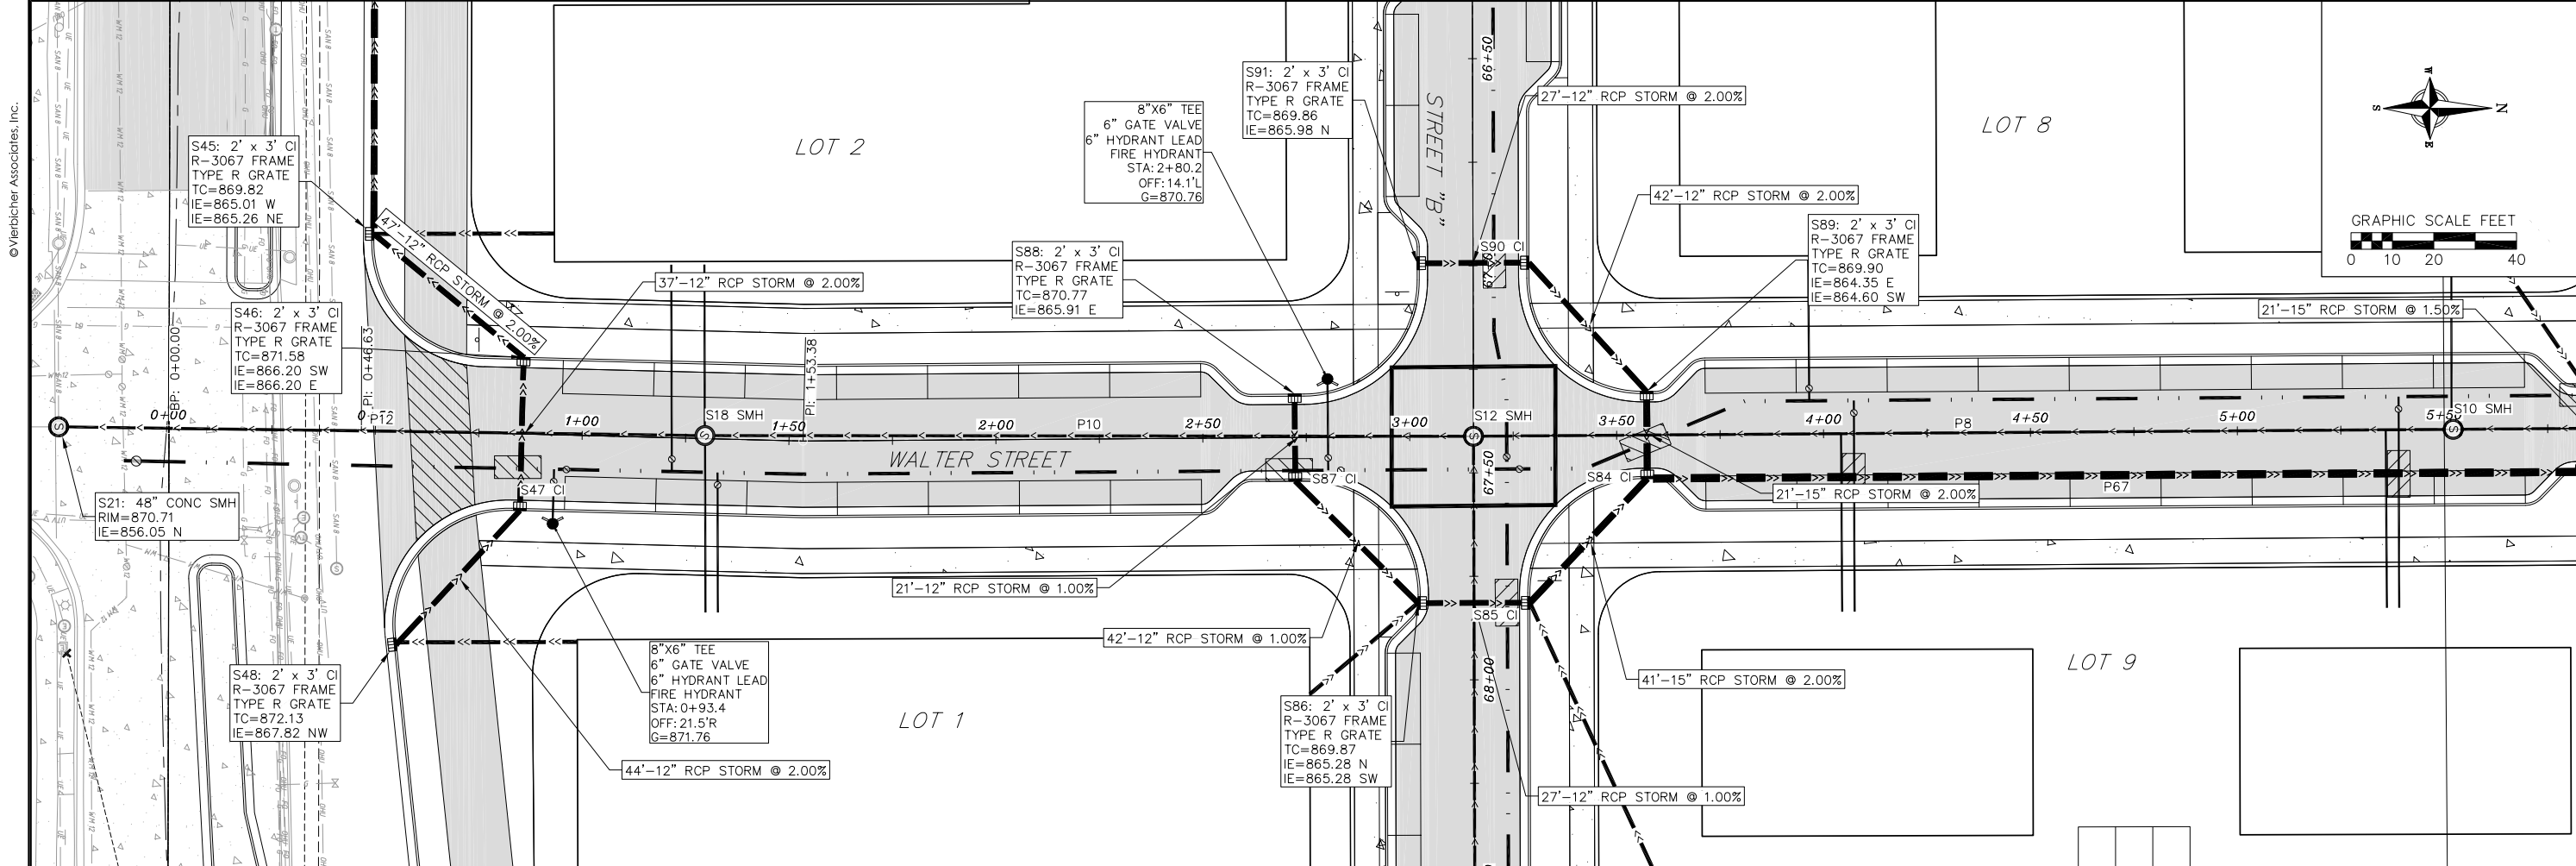 ©Vierbicher Associates, Inc.
S45: 2' x 3' CI
R-3067 FRAME
TYPE R GRATE
TC=869.82
IE=865.01 W
IE=865.26 NE
47'-12" RCP STORM @ 2.00%
S46: 2' x 3' CI
R-3067 FRAME
TYPE R GRATE
TC=871.58
IE=866.20 SW
IE=866.20 E
BP: 0+00.00
PI: 0+46.63
37'-12" RCP STORM @ 2.00%
LOT 2
8"X6" TEE
6" GATE VALVE
6" HYDRANT LEAD
FIRE HYDRANT
STA: 2+80.2
OFF: 14.1'L
G=870.76
S91: 2' x 3' CI
R-3067 FRAME
TYPE R GRATE
TC=869.86
IE=865.98 N
S88: 2' x 3' CI
R-3067 FRAME
TYPE R GRATE
TC=870.77
IE=865.91 E
STREET "B"
66+50
27'-12" RCP STORM @ 2.00%
S90 CI
42'-12" RCP STORM @ 2.00%
LOT 8
S89: 2' x 3' CI
R-3067 FRAME
TYPE R GRATE
TC=869.90
IE=864.35 E
IE=864.60 SW
W
S
N
E
GRAPHIC SCALE FEET
0 10 20 40
21'-15" RCP STORM @ 1.50%
PI: 1+53.38
0+00
P12
1+00
S18 SMH
1+50
2+00
P10
2+50
3+00
S12 SMH
3+50
4+00
P8
4+50
5+00
S10 SMH
WALTER STREET
S47 CI
S87 CI
67+50
S84 CI
21'-15" RCP STORM @ 2.00%
P67
S21: 48" CONC SMH
RIM=870.71
IE=856.05 N
21'-12" RCP STORM @ 1.00%
S85 CI
42'-12" RCP STORM @ 1.00%
8"X6" TEE
6" GATE VALVE
6" HYDRANT LEAD
FIRE HYDRANT
STA: 0+93.4
OFF: 21.5'R
G=871.76
S48: 2' x 3' CI
R-3067 FRAME
TYPE R GRATE
TC=872.13
IE=867.82 NW
LOT 1
44'-12" RCP STORM @ 2.00%
S86: 2' x 3' CI
R-3067 FRAME
TYPE R GRATE
TC=869.87
IE=865.28 N
IE=865.28 SW
68+00
41'-15" RCP STORM @ 2.00%
LOT 9
27'-12" RCP STORM @ 1.00%